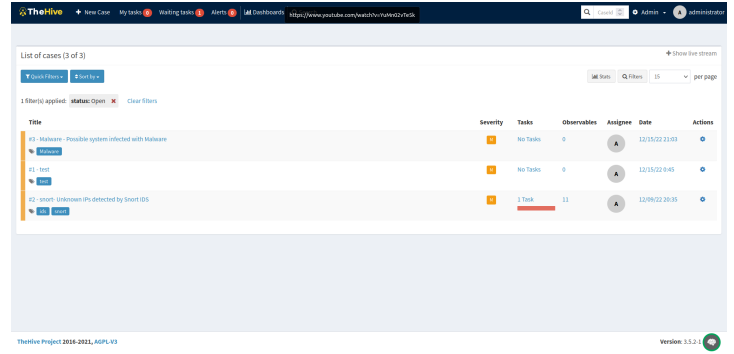 TheHive + New Case My tasks 0 Waiting tasks 1 Alerts 0 Dashboards https://www.youtube.com/watch?v=YuMn02vTeSk CaseId Admin A administrator
List of cases (3 of 3) + Show live stream
Quick Filters Sort by Stats Filters 15 per page
1 filter(s) applied: status: Open ✖ Clear filters
Title Severity Tasks Observables Assignee Date Actions
#3 - Malware - Possible system infected with Malware M No Tasks 0 A 12/15/22 21:03
Malware
#1 - test M No Tasks 0 A 12/15/22 0:45
test
#2 - snort- Unknown IPs detected by Snort IDS M 1 Task 11 A 12/09/22 20:35
ids snort
TheHive Project 2016-2021, AGPL-V3 Version: 3.5.2-1